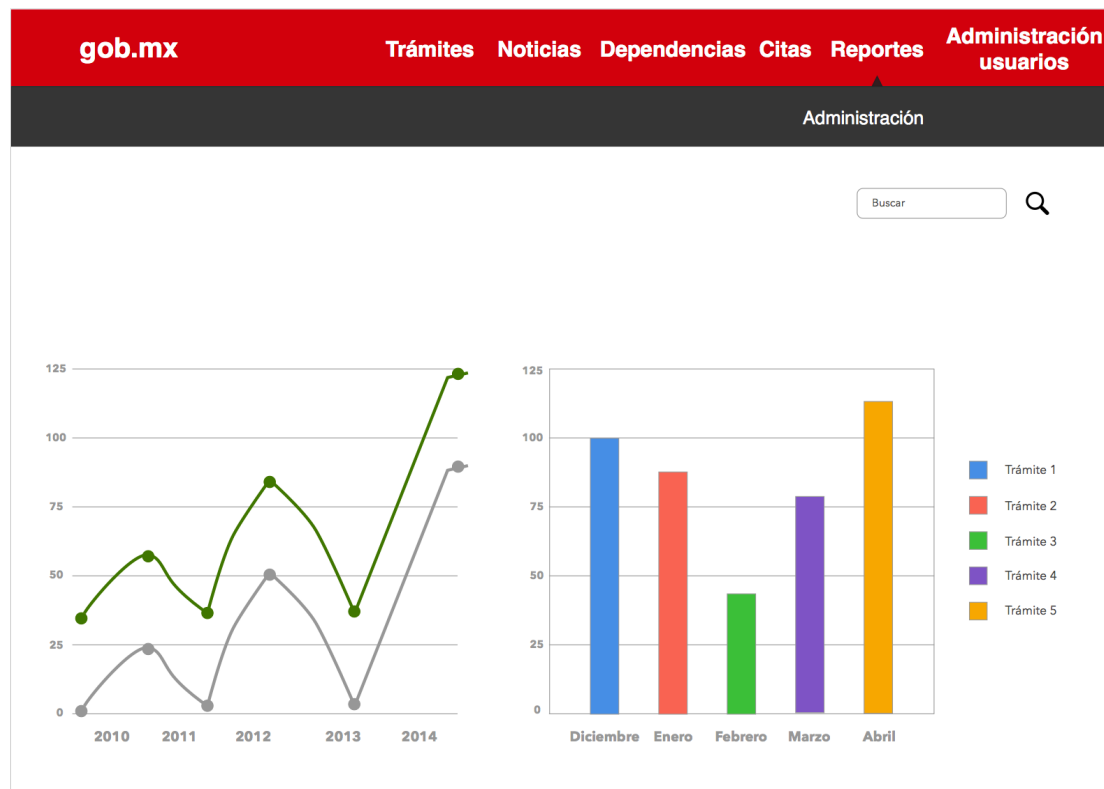 gob.mx
Trámites
Noticias
Dependencias
Citas
Reportes
Administración
usuarios
Administración
Buscar
125
100
75
50
25
0
2010
2011
2012
2013
2014
125
100
75
50
25
0
Diciembre
Enero
Febrero
Marzo
Abril
Trámite 1
Trámite 2
Trámite 3
Trámite 4
Trámite 5